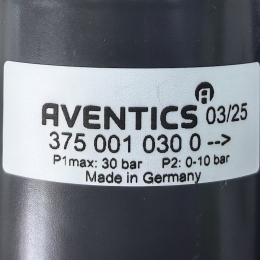 AVENTICS 03/25
375 001 030 0 -->
P1max: 30 bar P2: 0-10 bar
Made in Germany